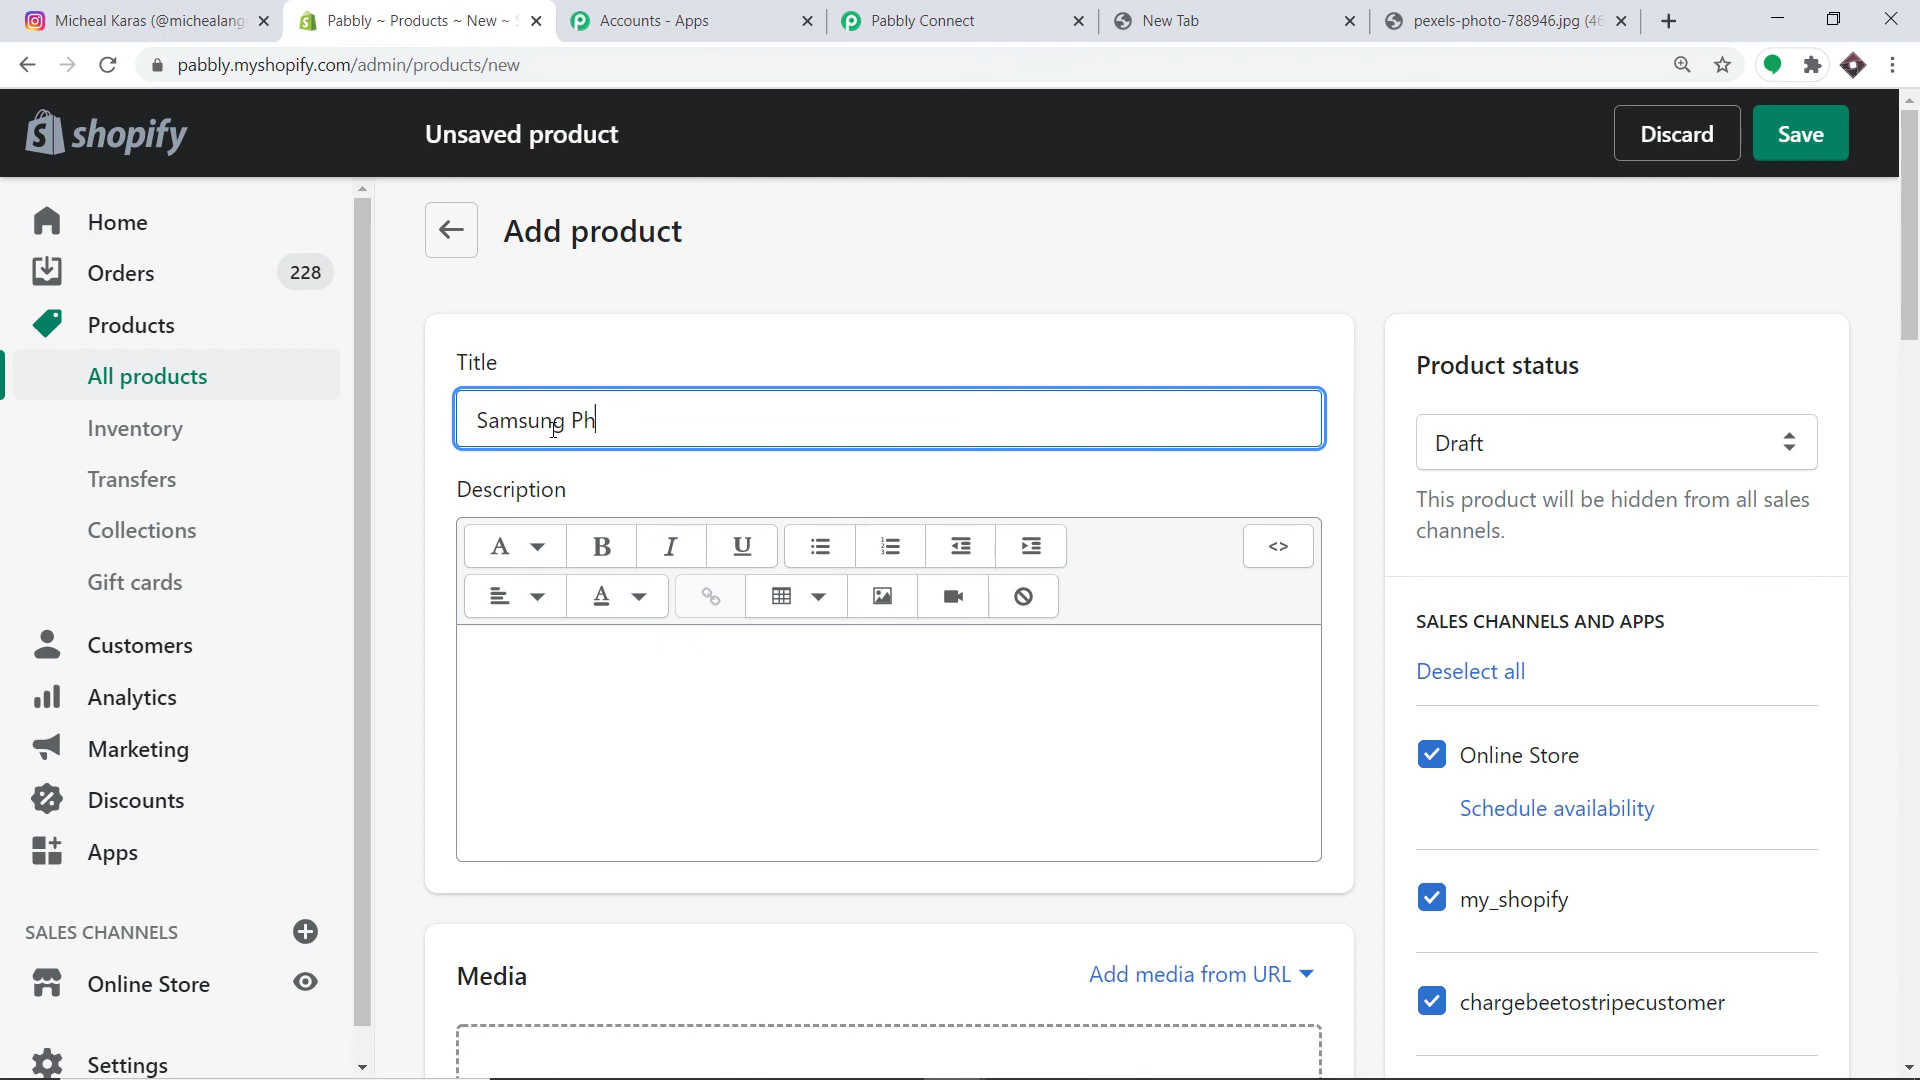 Micheal Karas (@michealang
Pabbly ~ Products ~ New ~ S
Accounts - Apps
Pabbly Connect
New Tab
pexels-photo-788946.jpg (46
pabbly.myshopify.com/admin/products/new
shopify
Unsaved product
Discard
Save
Home
Orders
228
Products
All products
Inventory
Transfers
Collections
Gift cards
Customers
Analytics
Marketing
Discounts
Apps
SALES CHANNELS
Online Store
Settings
Add product
Title
Samsung Ph
Description
A
B
I
U
<>
A
Media
Add media from URL
Product status
Draft
This product will be hidden from all sales
channels.
SALES CHANNELS AND APPS
Deselect all
Online Store
Schedule availability
my_shopify
chargebeetostripecustomer